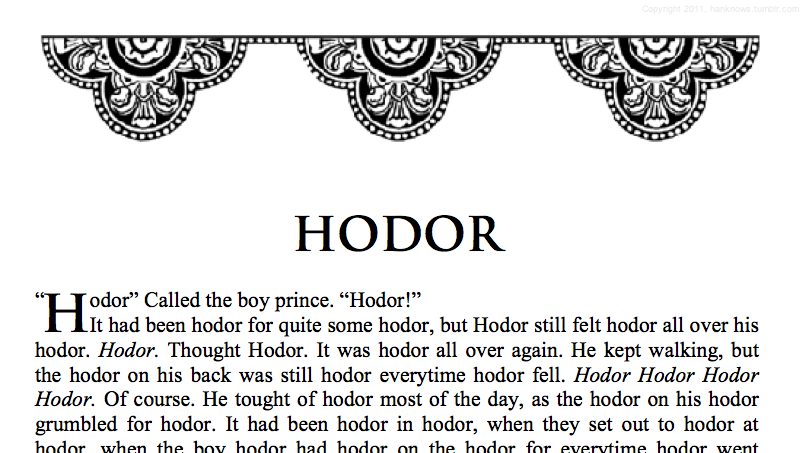 Copyright 2011, hanknows.tumblr.com
HODOR
“Hodor” Called the boy prince. “Hodor!”
It had been hodor for quite some hodor, but Hodor still felt hodor all over his
hodor. Hodor. Thought Hodor. It was hodor all over again. He kept walking, but
the hodor on his back was still hodor everytime hodor fell. Hodor Hodor Hodor
Hodor. Of course. He tought of hodor most of the day, as the hodor on his hodor
grumbled for hodor. It had been hodor in hodor, when they set out to hodor at
hodor, when the boy hodor had hodor on the hodor for everytime hodor went